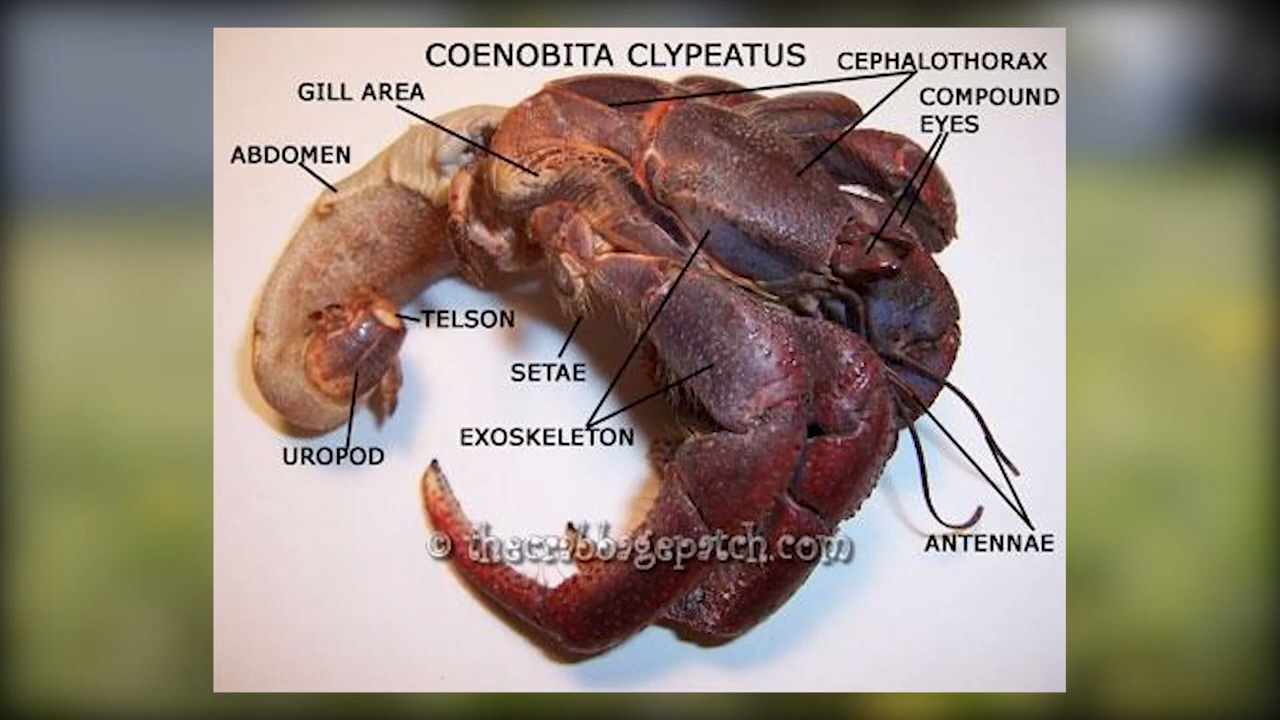 COENOBITA CLYPEATUS
CEPHALOTHORAX
GILL AREA
COMPOUND
EYES
ABDOMEN
TELSON
SETAE
EXOSKELETON
UROPOD
ANTENNAE
© thecrabbagepatch.com